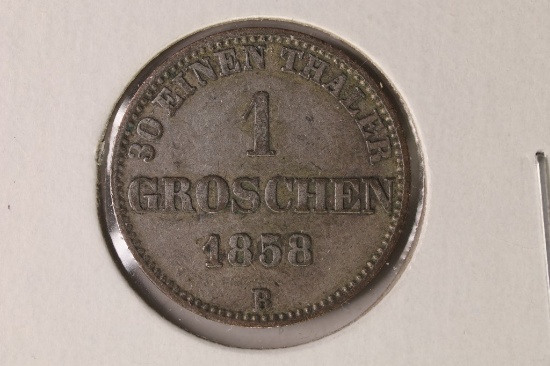 30 EINEN THALER
1
GROSCHEN
1858
B